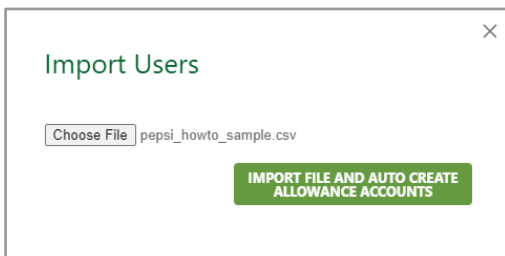 Import Users
Choose File pepsi_howto_sample.csv
IMPORT FILE AND AUTO CREATE
ALLOWANCE ACCOUNTS